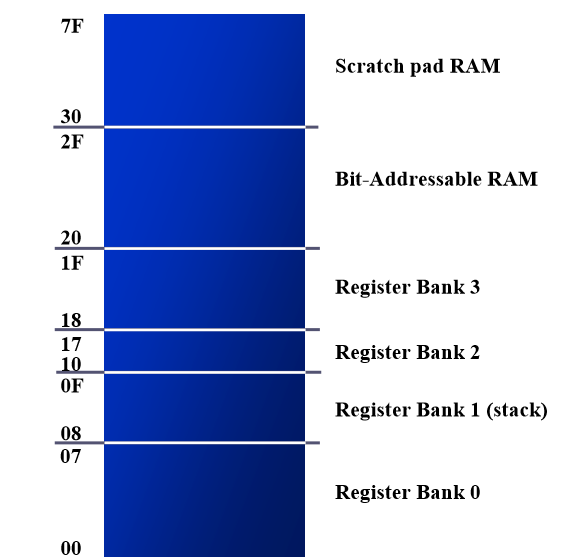 7F
Scratch pad RAM
30
2F
Bit-Addressable RAM
20
1F
Register Bank 3
18
17
Register Bank 2
10
0F
Register Bank 1 (stack)
08
07
Register Bank 0
00